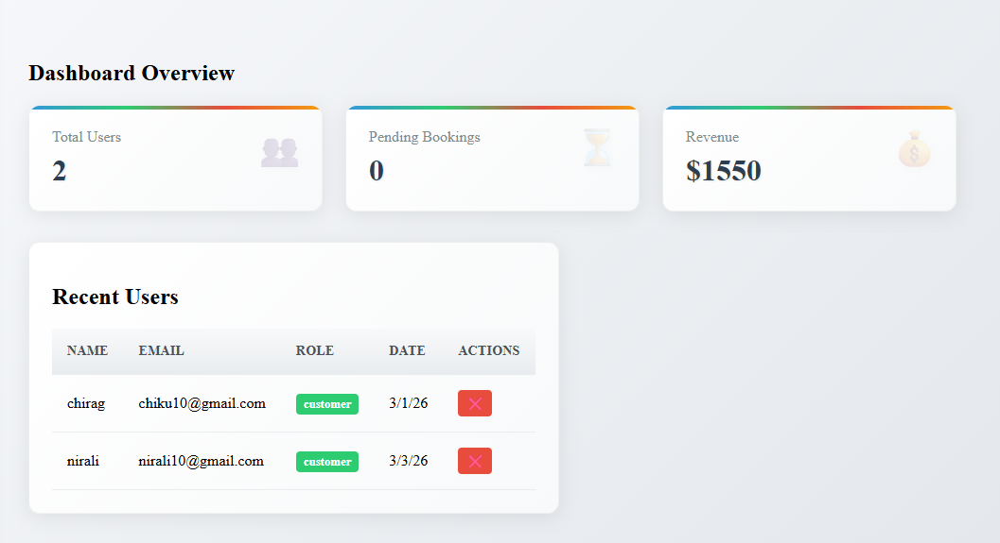 Dashboard Overview
Total Users
2
Pending Bookings
0
Revenue
$1550
Recent Users
NAME EMAIL ROLE DATE ACTIONS
chirag chiku10@gmail.com customer 3/1/26
nirali nirali10@gmail.com customer 3/3/26